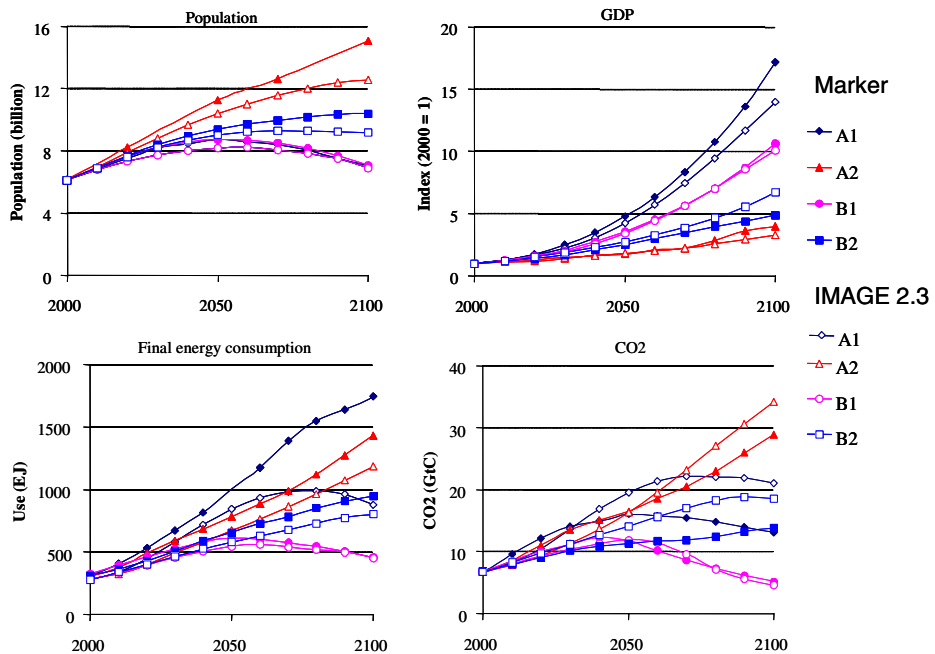 Population
16
12
8
4
0
Population (billion)
2000
2050
2100
GDP
20
15
10
5
0
Index (2000 = 1)
2000
2050
2100
Marker
A1
A2
B1
B2
IMAGE 2.3
A1
A2
B1
B2
Final energy consumption
2000
1500
1000
500
0
Use (EJ)
2000
2050
2100
CO2
40
30
20
10
0
CO2 (GtC)
2000
2050
2100